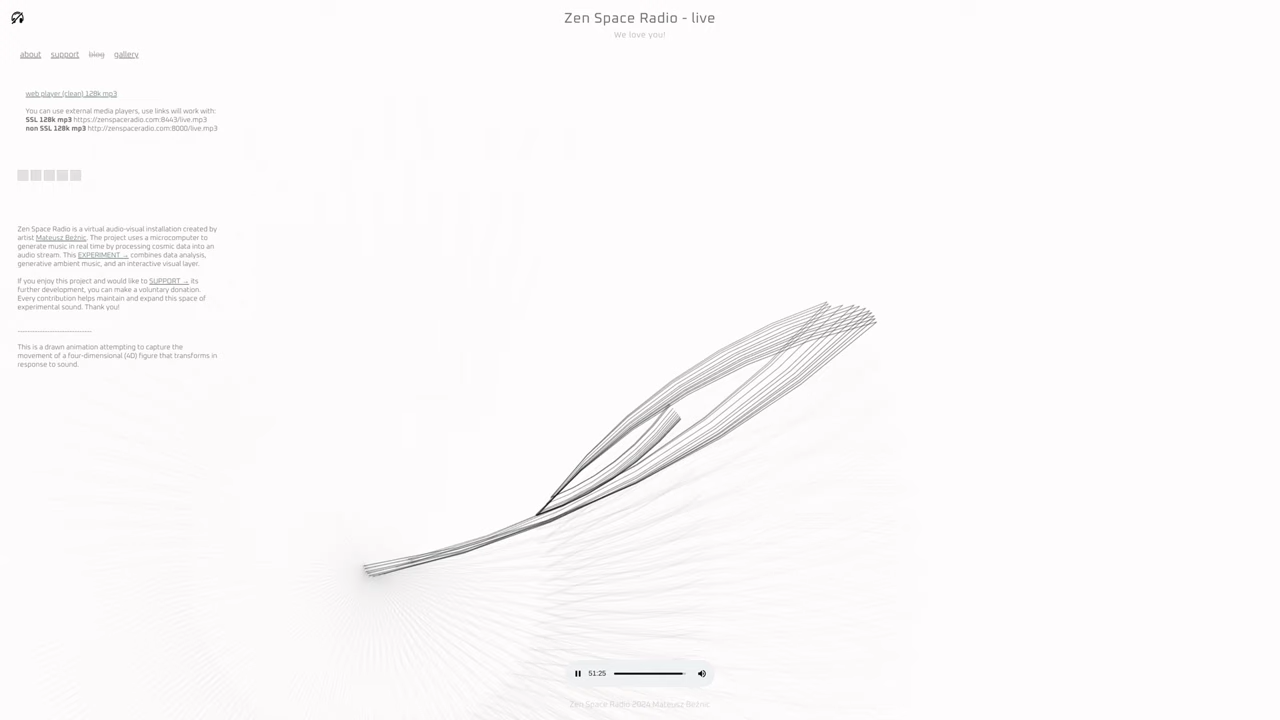 Zen Space Radio - live
We love you!
about support blog gallery
web player (clean) 128k mp3
You can use external media players, use links will work with:
SSL 128k mp3 https://zenspaceradio.com:8443/live.mp3
non SSL 128k mp3 http://zenspaceradio.com:8000/live.mp3
Zen Space Radio is a virtual audio-visual installation created by
artist Mateusz Bežnic. The project uses a microcomputer to
generate music in real time by processing cosmic data into an
audio stream. This EXPERIMENT → combines data analysis,
generative ambient music, and an interactive visual layer.
If you enjoy this project and would like to SUPPORT → its
further development, you can make a voluntary donation.
Every contribution helps maintain and expand this space of
experimental sound. Thank you!
This is a drawn animation attempting to capture the
movement of a four-dimensional (4D) figure that transforms in
response to sound.
51:25
Zen Space Radio 2024 Mateusz Bežnic